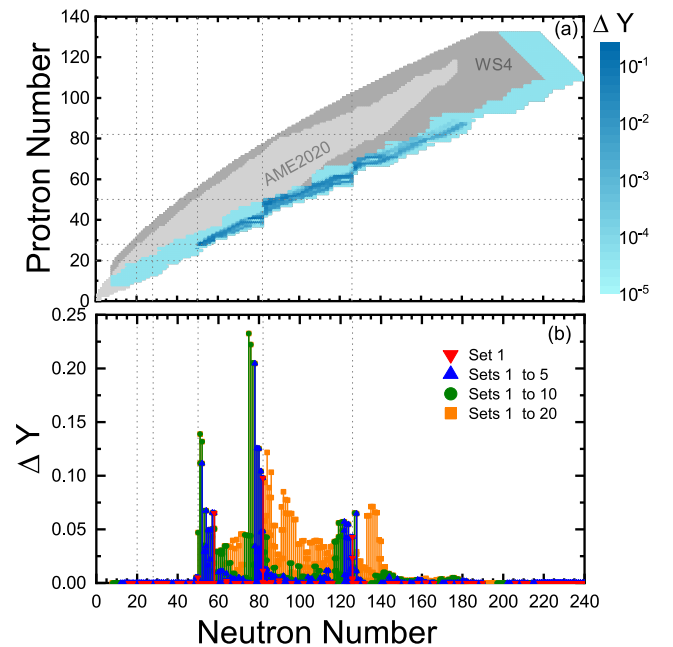 (a)
Δ Y
140
120
100
80
60
40
20
0
Protron Number
WS4
AME2020
10⁻¹
10⁻²
10⁻³
10⁻⁴
10⁻⁵
(b)
0.25
0.20
0.15
0.10
0.05
0.00
Δ Y
Set 1
Sets 1 to 5
Sets 1 to 10
Sets 1 to 20
0 20 40 60 80 100 120 140 160 180 200 220 240
Neutron Number